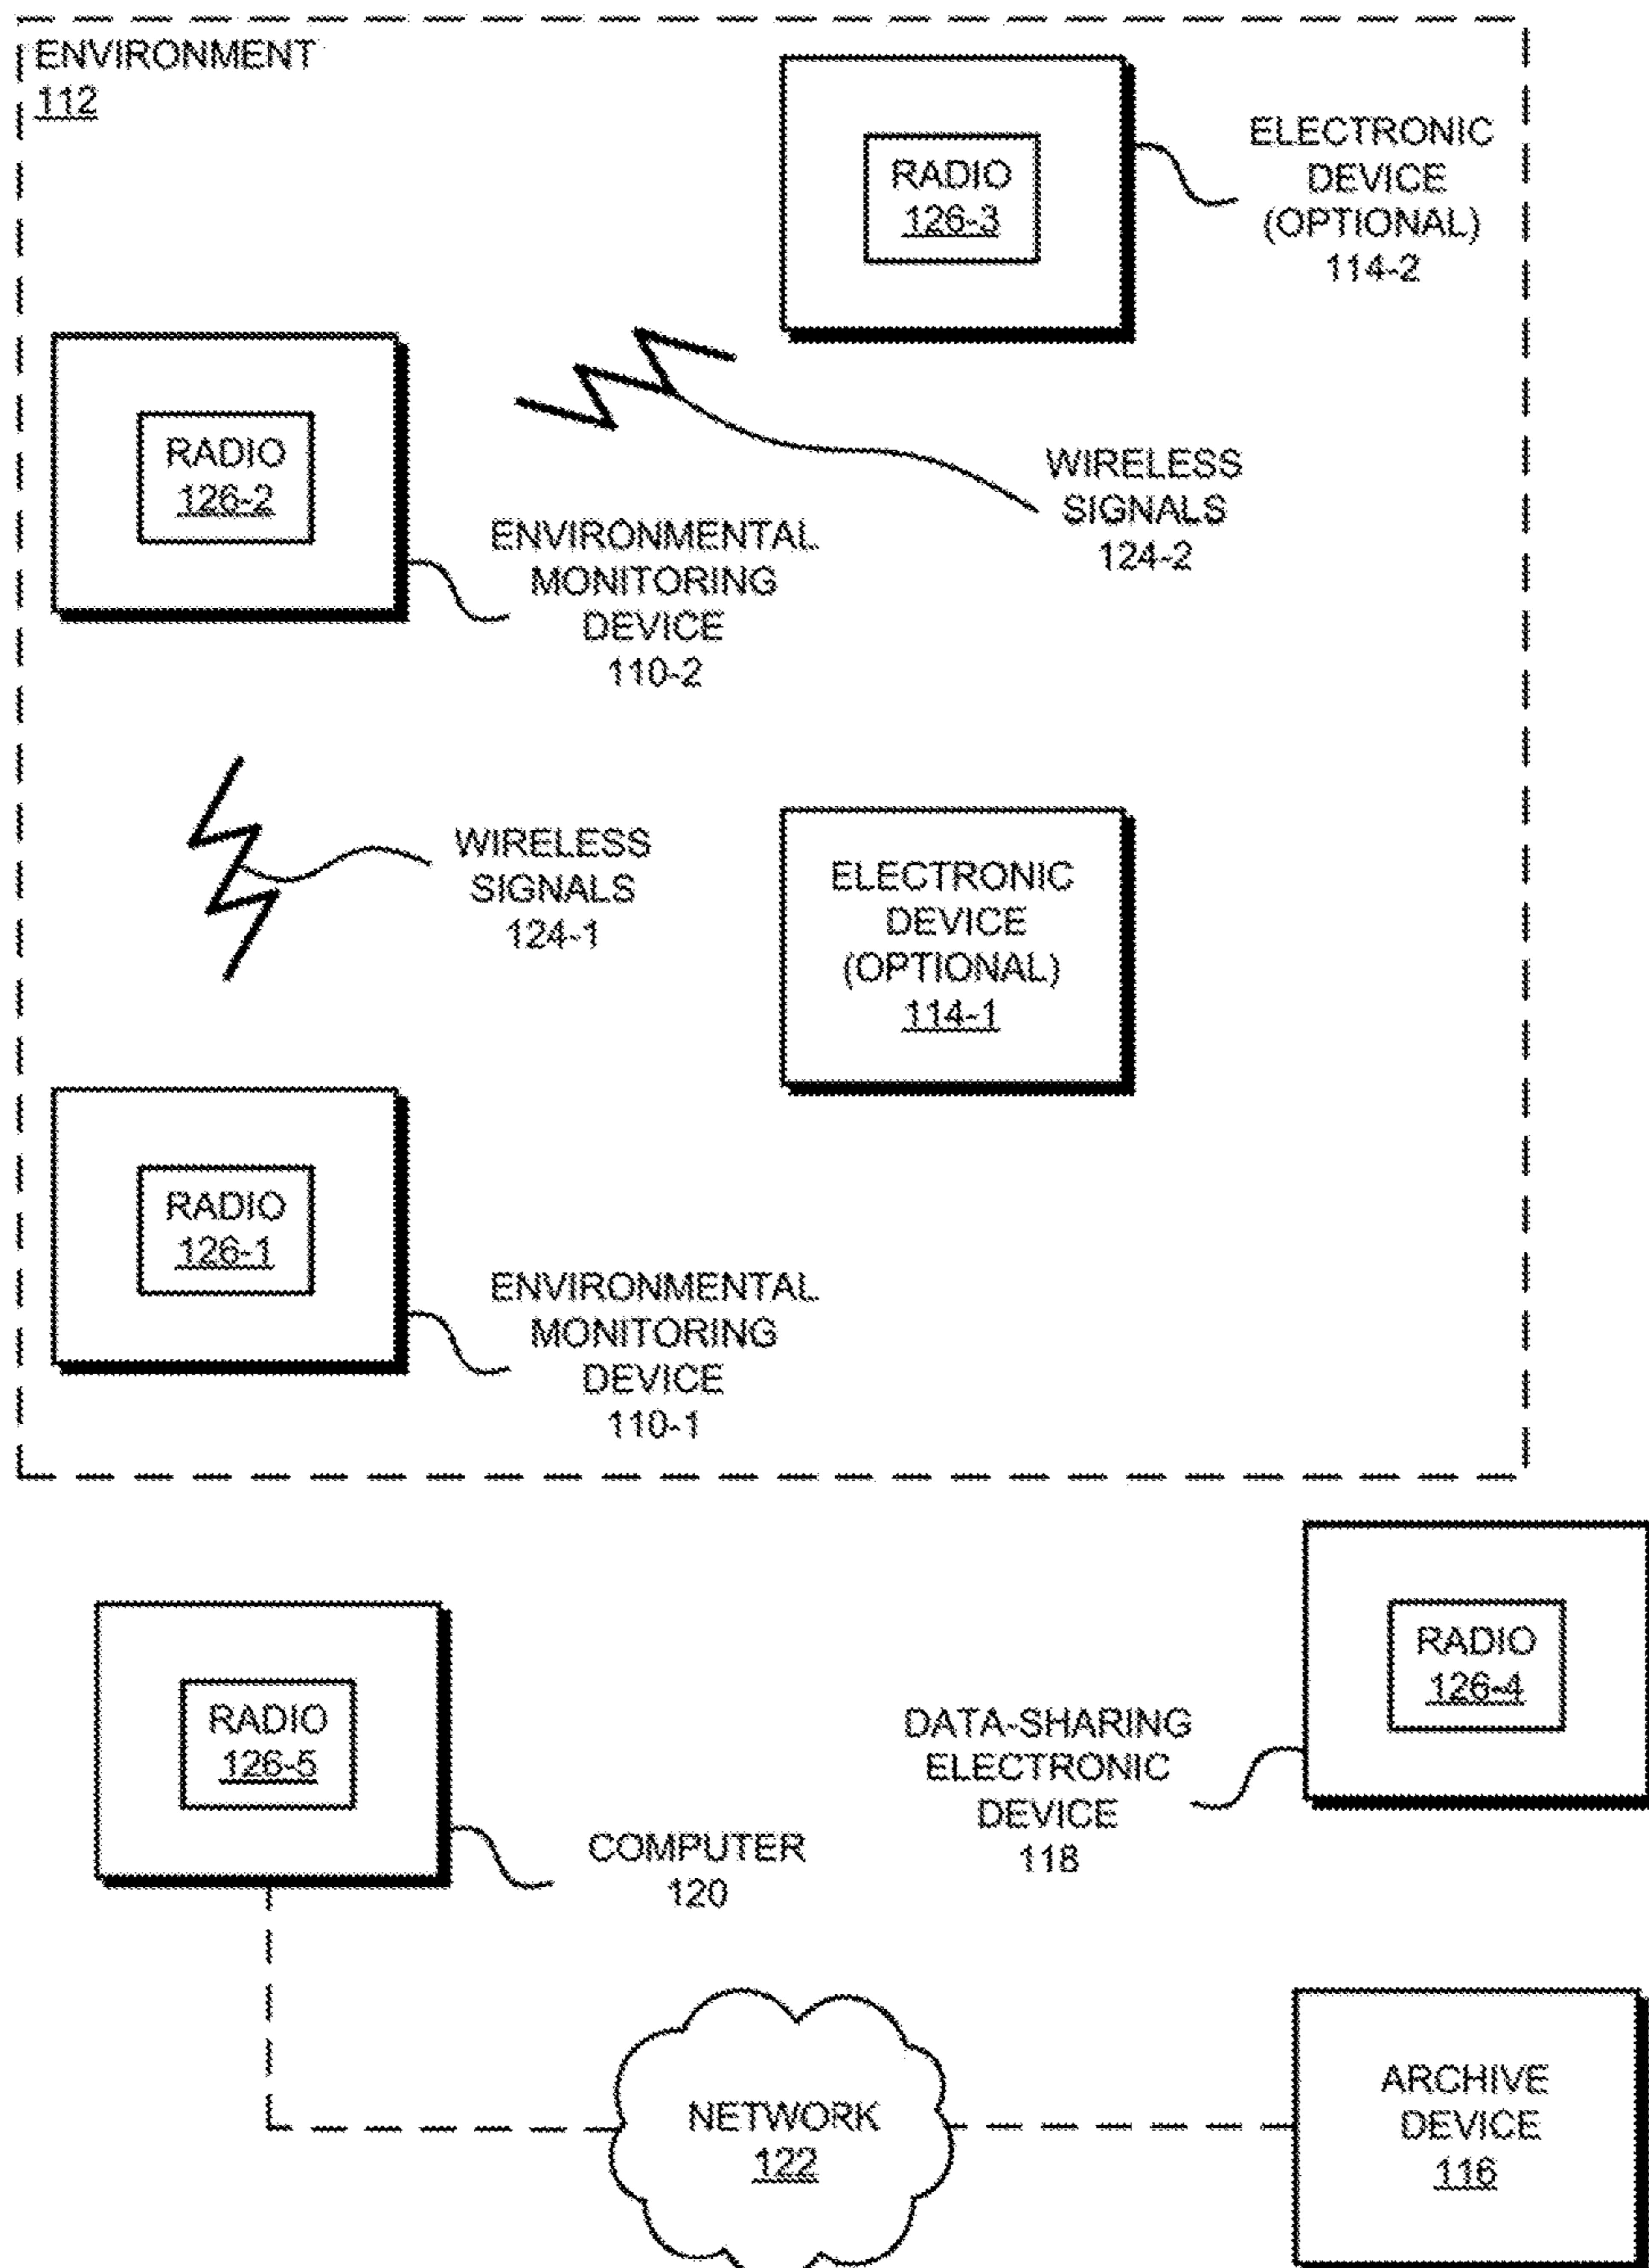 ENVIRONMENT
112
RADIO
126-3
ELECTRONIC
DEVICE
(OPTIONAL)
114-2
RADIO
126-2
ENVIRONMENTAL
MONITORING
DEVICE
110-2
WIRELESS
SIGNALS
124-2
WIRELESS
SIGNALS
124-1
ELECTRONIC
DEVICE
(OPTIONAL)
114-1
RADIO
126-1
ENVIRONMENTAL
MONITORING
DEVICE
110-1
RADIO
126-4
DATA-SHARING
ELECTRONIC
DEVICE
118
RADIO
126-5
COMPUTER
120
NETWORK
122
ARCHIVE
DEVICE
116